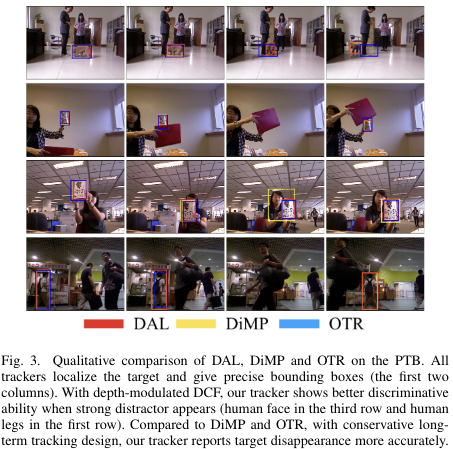 DAL DiMP OTR
Fig. 3. Qualitative comparison of DAL, DiMP and OTR on the PTB. All
trackers localize the target and give precise bounding boxes (the first two
columns). With depth-modulated DCF, our tracker shows better discriminative
ability when strong distractor appears (human face in the third row and human
legs in the first row). Compared to DiMP and OTR, with conservative long-
term tracking design, our tracker reports target disappearance more accurately.